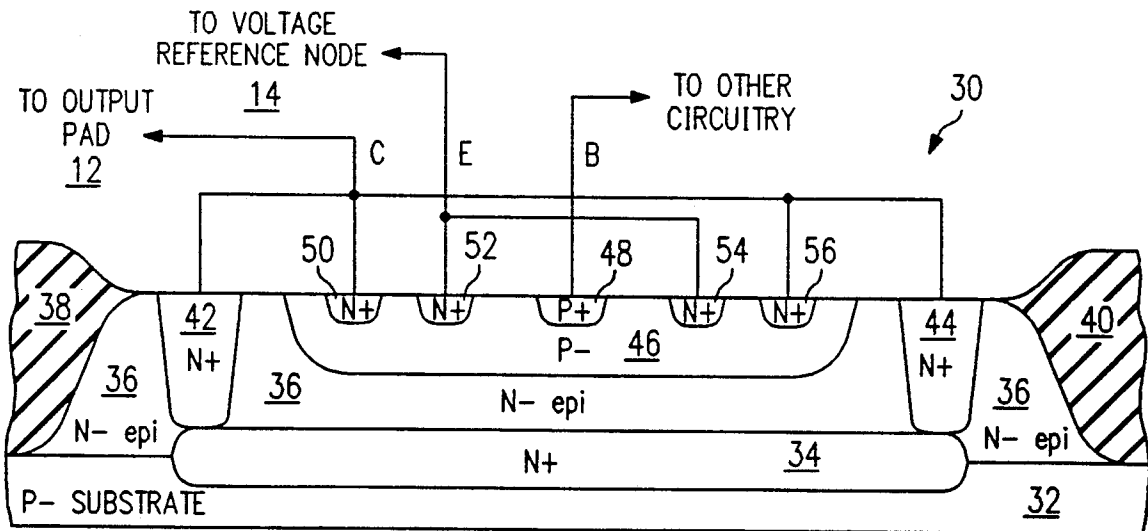 TO VOLTAGE
REFERENCE NODE
14
TO OUTPUT
PAD
12
TO OTHER
CIRCUITRY
30
C
E
B
50
52
48
54
56
38
42
N+
N+
N+
P+
N+
N+
44
N+
40
P-
46
36
N- epi
36
N- epi
36
N- epi
N+
34
P- SUBSTRATE
32